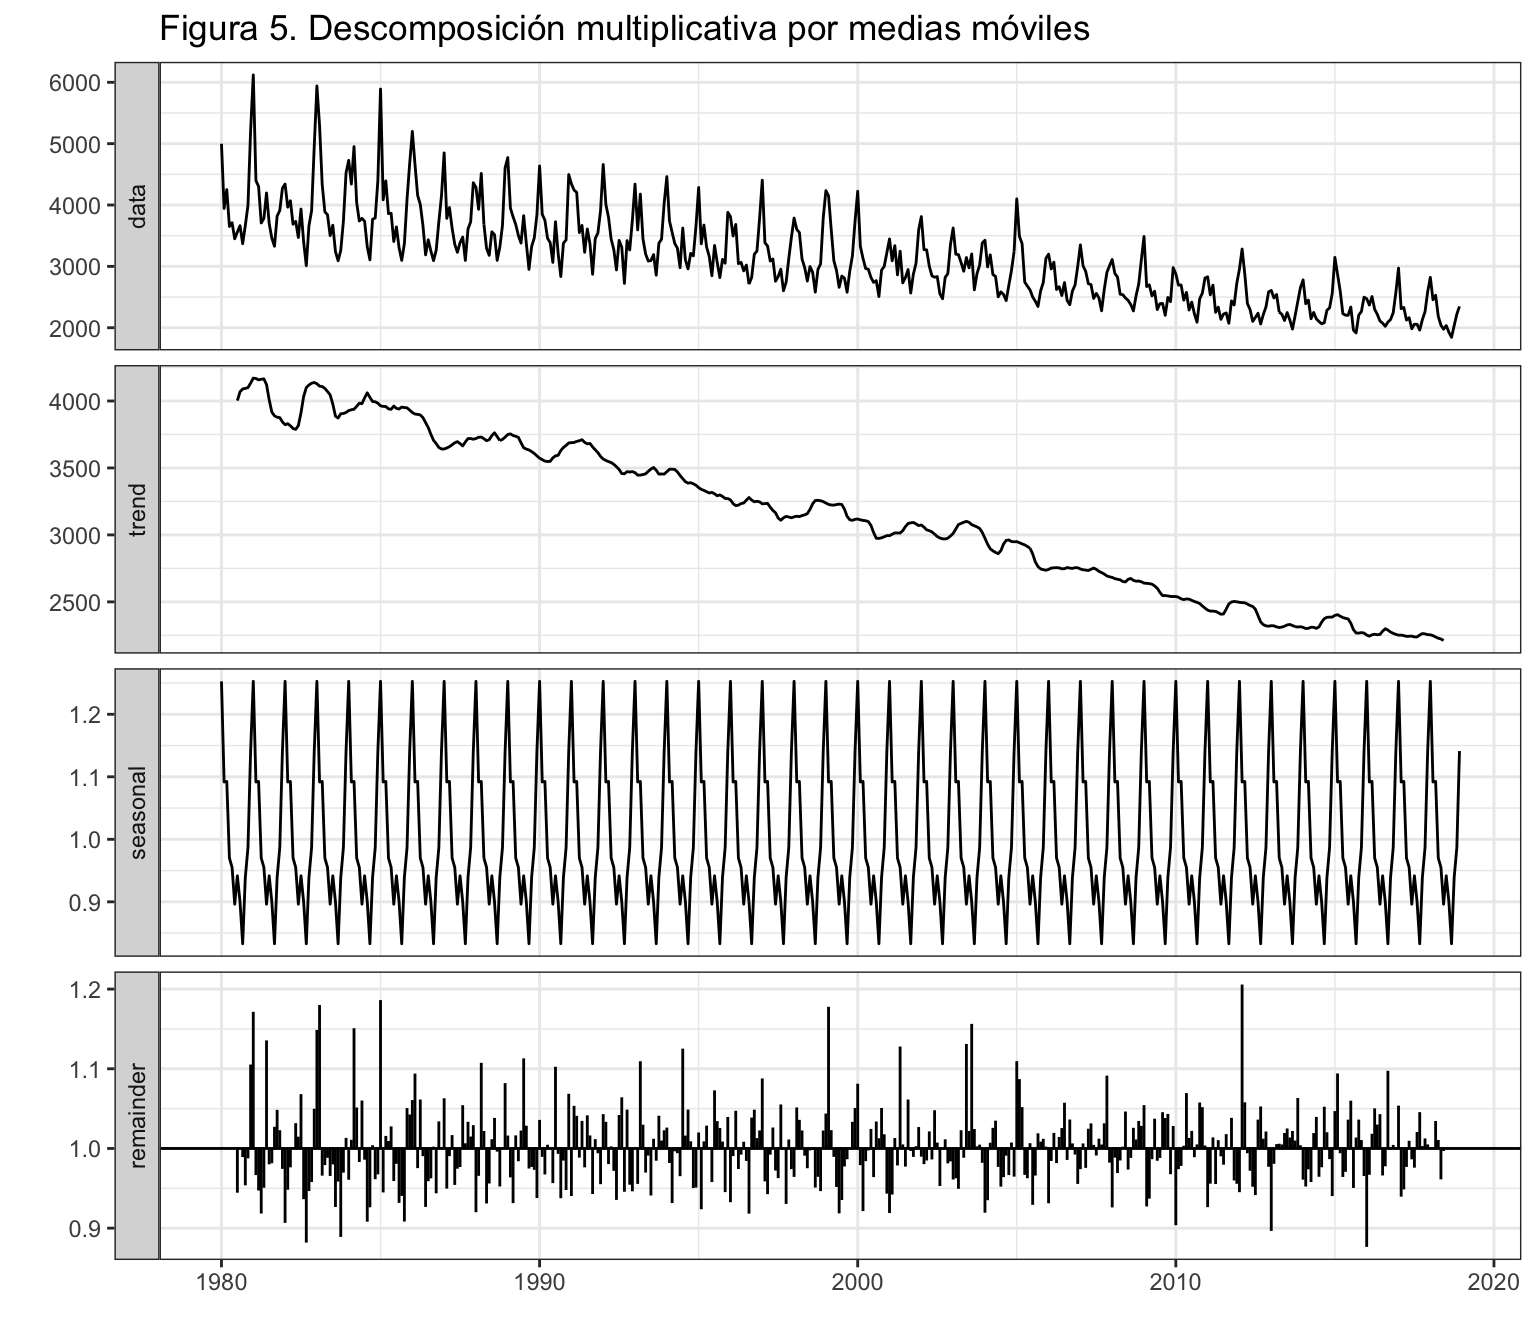 Figura 5. Descomposición multiplicativa por medias móviles
6000
5000
4000
3000
2000
data
4000
3500
3000
2500
trend
1.2
1.1
1.0
0.9
seasonal
1.2
1.1
1.0
0.9
remainder
1980 1990 2000 2010 2020